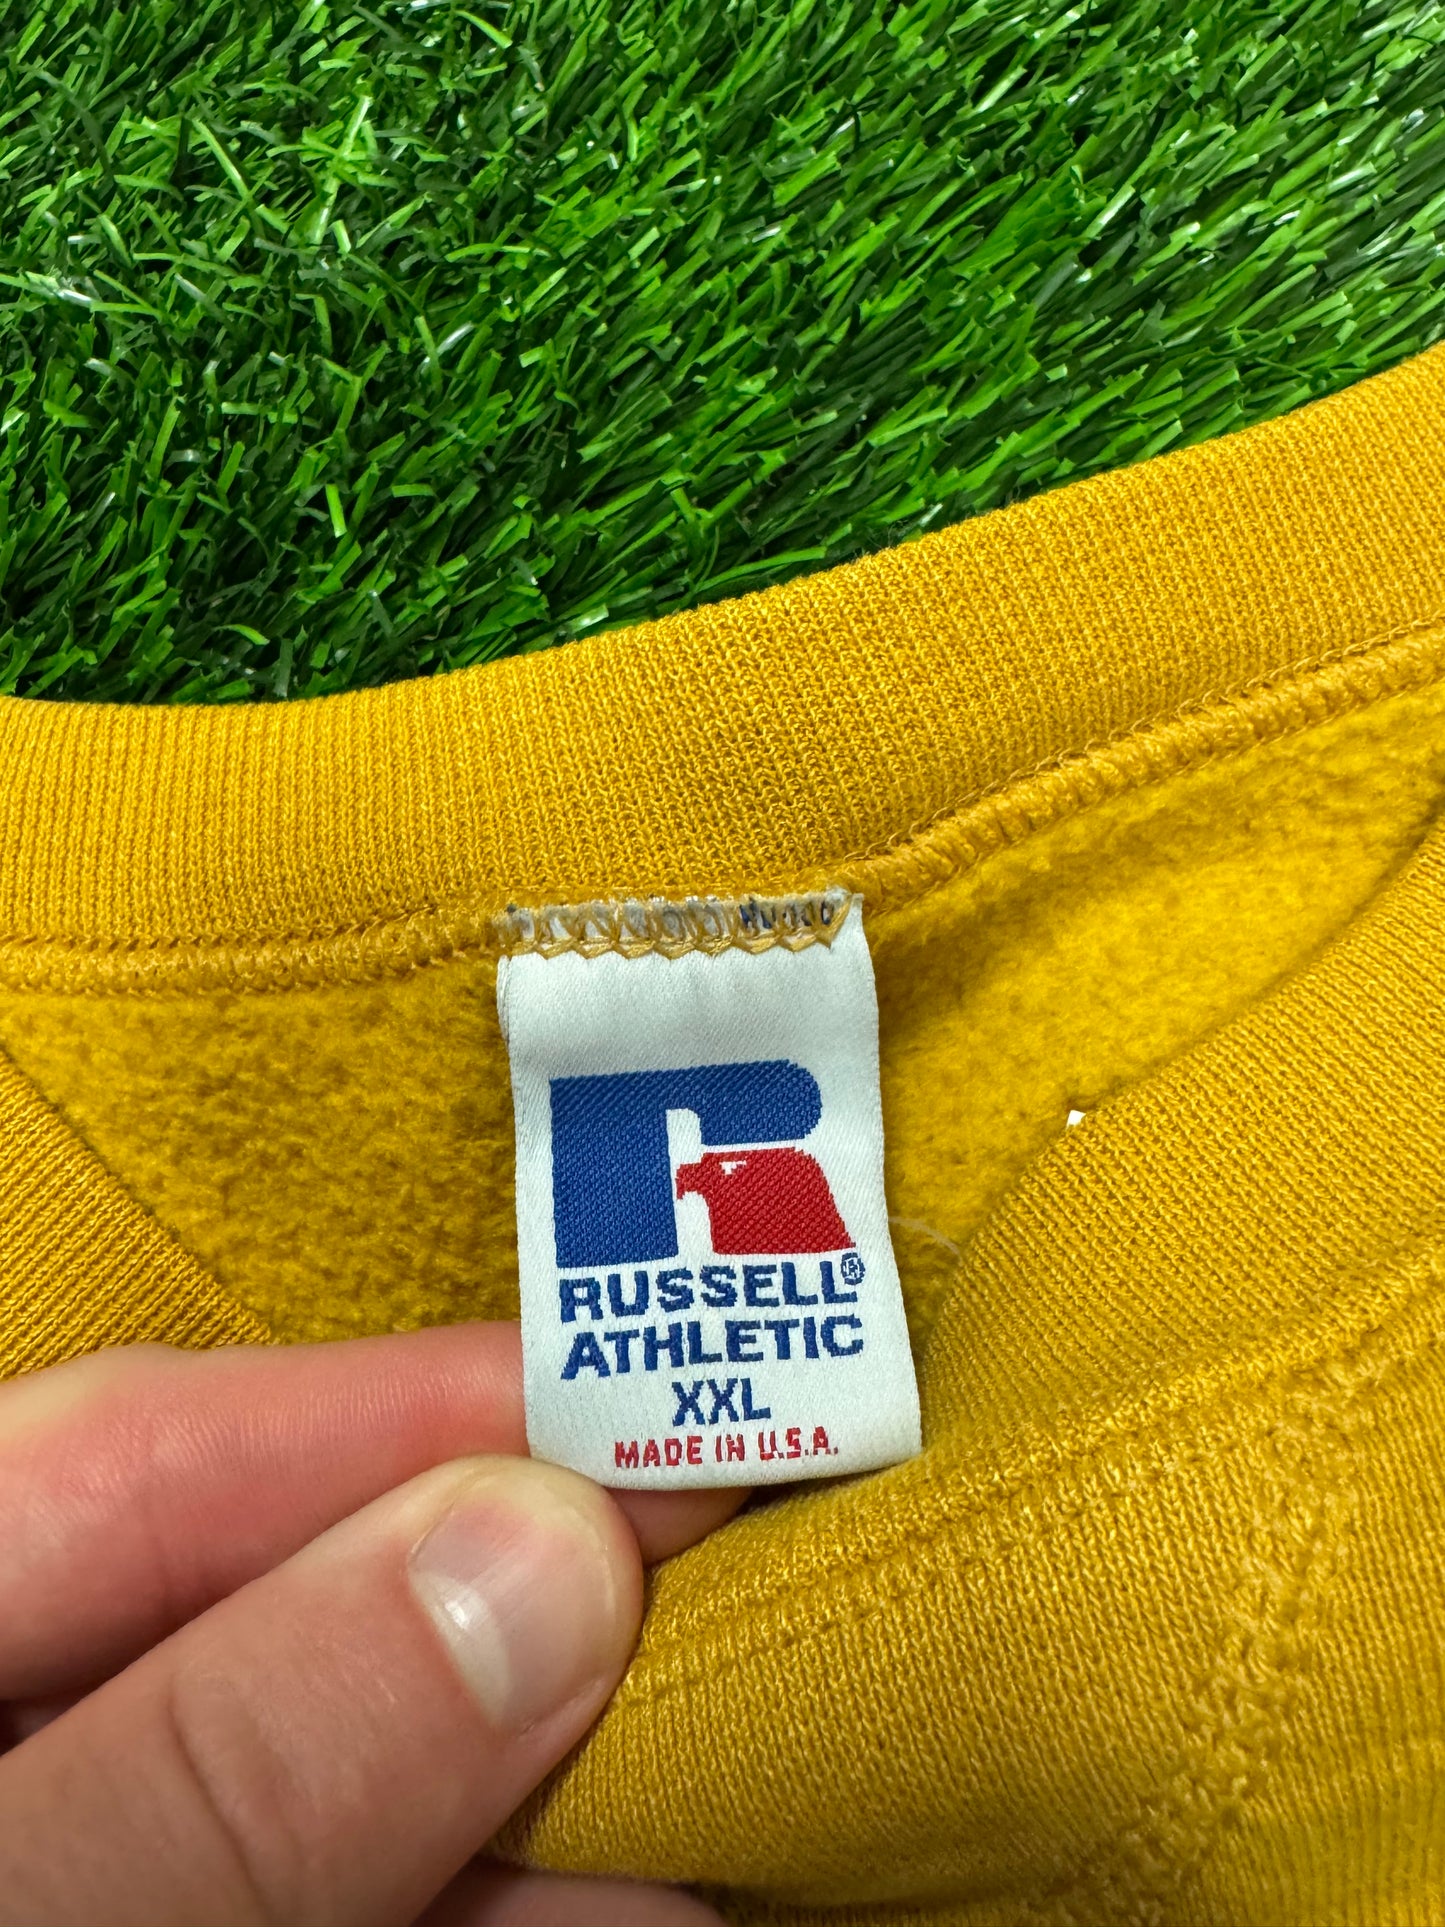 RUSSELL®
ATHLETIC
XXL
MADE IN U.S.A.